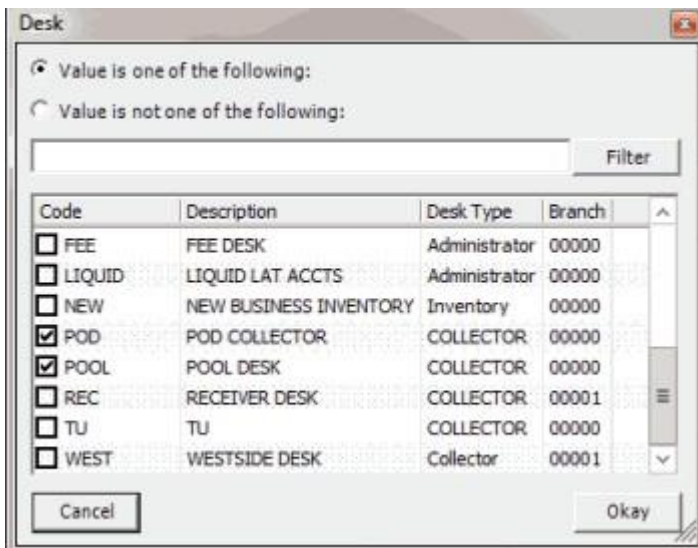 Desk
Value is one of the following:
Value is not one of the following:
Filter
Code Description Desk Type Branch
FEE FEE DESK Administrator 00000
LIQUID LIQUID LAT ACCTS Administrator 00000
NEW NEW BUSINESS INVENTORY Inventory 00000
POD POD COLLECTOR COLLECTOR 00000
POOL POOL DESK COLLECTOR 00000
REC RECEIVER DESK COLLECTOR 00001
TU TU COLLECTOR 00000
WEST WESTSIDE DESK Collector 00001
Cancel Okay